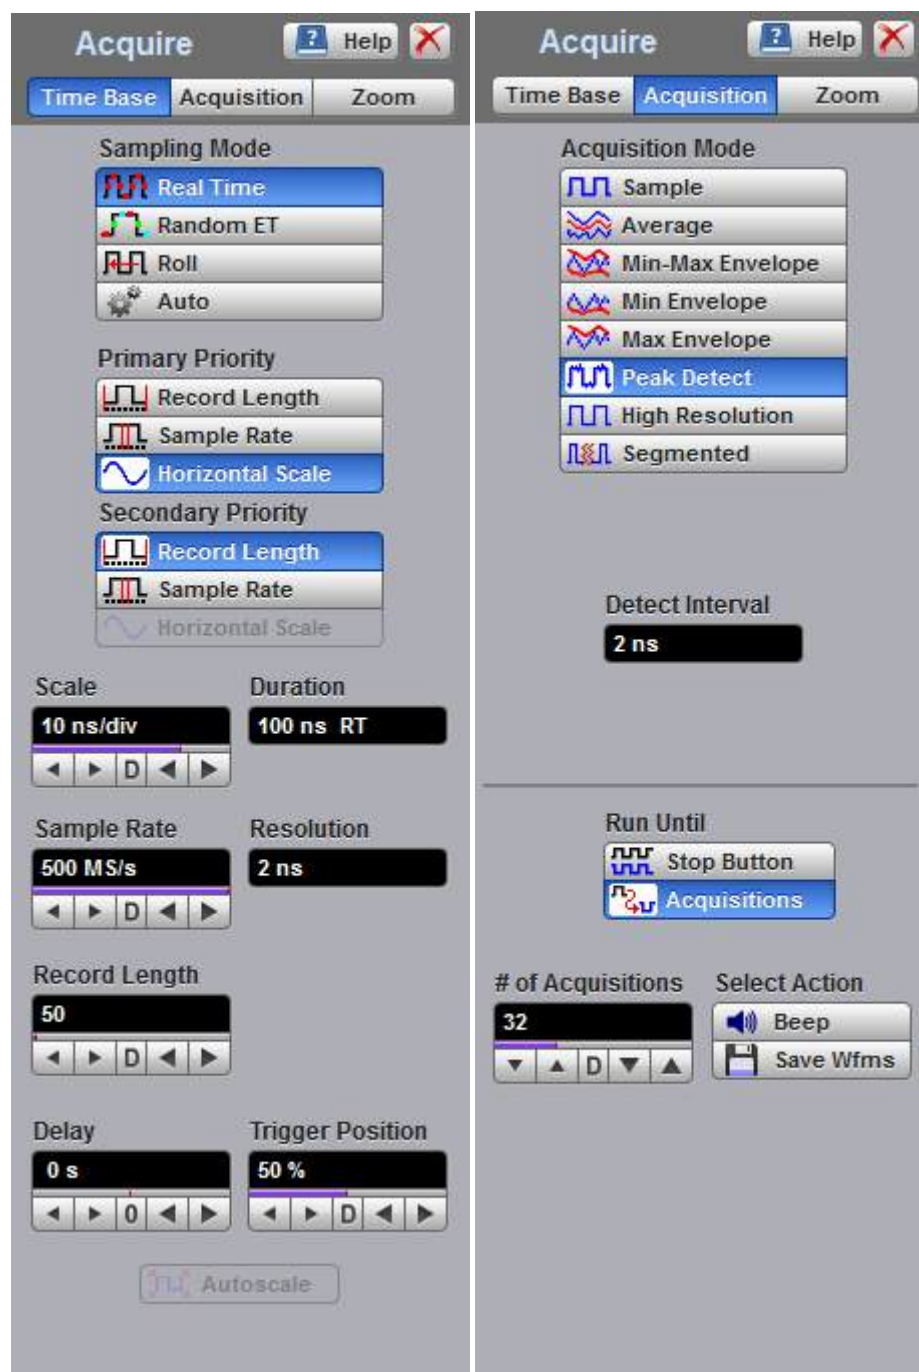 Acquire
Help
Time Base Acquisition Zoom
Sampling Mode
Real Time
Random ET
Roll
Auto
Primary Priority
Record Length
Sample Rate
Horizontal Scale
Secondary Priority
Record Length
Sample Rate
Horizontal Scale
Scale Duration
10 ns/div 100 ns RT
D
Sample Rate Resolution
500 MS/s 2 ns
D
Record Length
50
D
Delay Trigger Position
0 s 50 %
0 D
Autoscale
Acquire
Help
Time Base Acquisition Zoom
Acquisition Mode
Sample
Average
Min-Max Envelope
Min Envelope
Max Envelope
Peak Detect
High Resolution
Segmented
Detect Interval
2 ns
Run Until
Stop Button
Acquisitions
# of Acquisitions Select Action
32 Beep
D Save Wfms